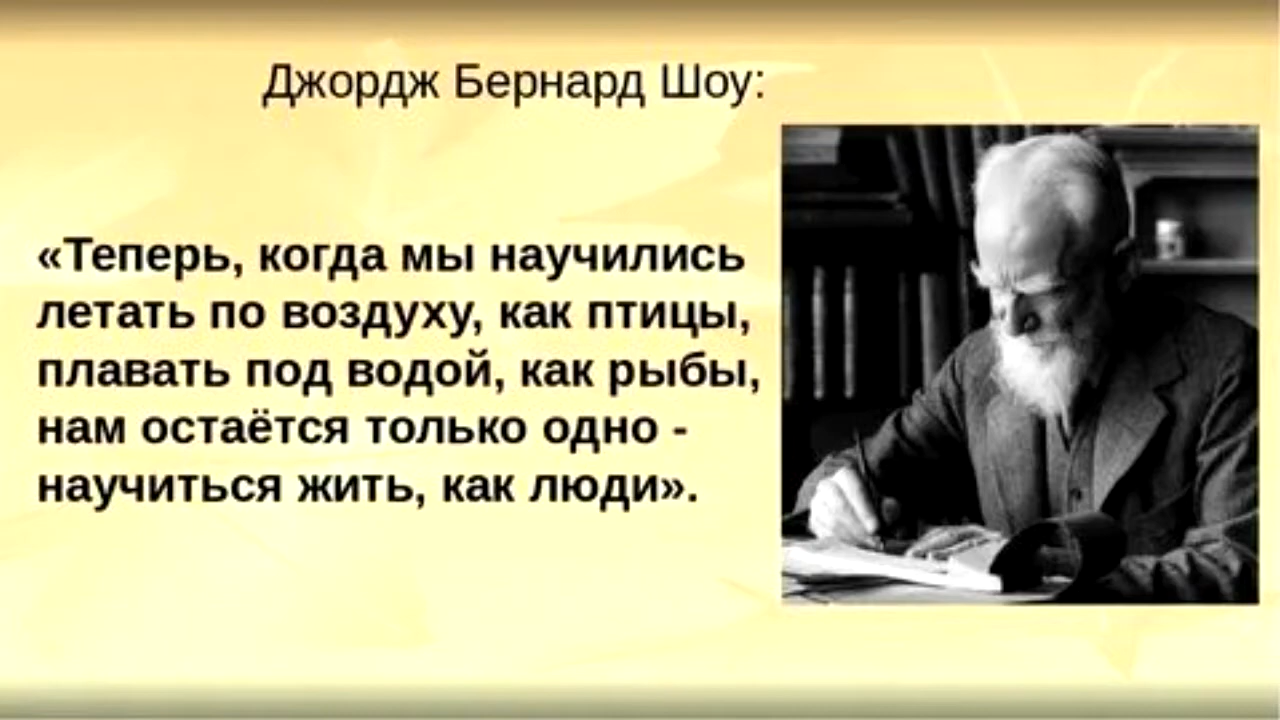 Джордж Бернард Шоу:
«Теперь, когда мы научились
летать по воздуху, как птицы,
плавать под водой, как рыбы,
нам остаётся только одно -
научиться жить, как люди».